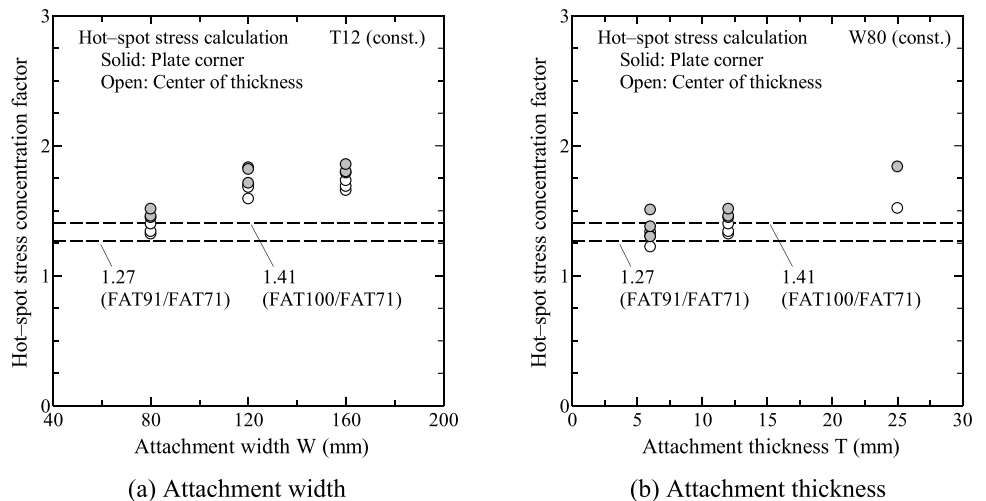 Hot–spot stress concentration factor
3
2
1
0
Hot–spot stress calculation T12 (const.)
Solid: Plate corner
Open: Center of thickness
1.27
(FAT91/FAT71)
1.41
(FAT100/FAT71)
40 80 120 160 200
Attachment width W (mm)
(a) Attachment width
Hot–spot stress concentration factor
3
2
1
0
Hot–spot stress calculation W80 (const.)
Solid: Plate corner
Open: Center of thickness
1.27
(FAT91/FAT71)
1.41
(FAT100/FAT71)
0 5 10 15 20 25 30
Attachment thickness T (mm)
(b) Attachment thickness